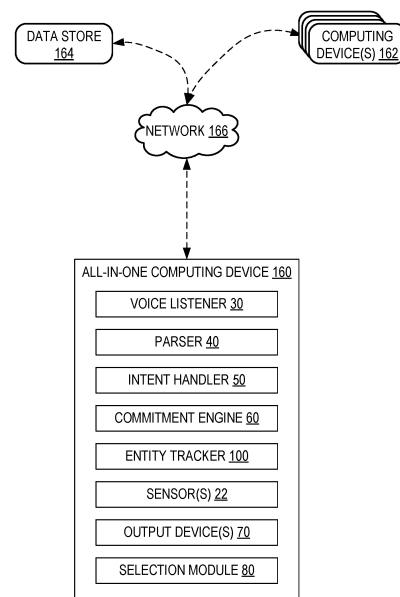 DATA STORE
164
COMPUTING
DEVICE(S) 162
NETWORK 166
ALL-IN-ONE COMPUTING DEVICE 160
VOICE LISTENER 30
PARSER 40
INTENT HANDLER 50
COMMITMENT ENGINE 60
ENTITY TRACKER 100
SENSOR(S) 22
OUTPUT DEVICE(S) 70
SELECTION MODULE 80